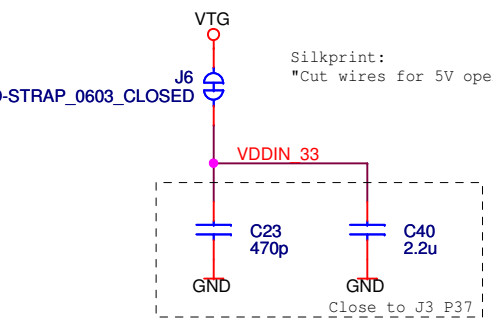 VTG
Silkprint:
J6
"Cut wires for 5V ope
-STRAP_0603_CLOSED
VDDIN_33
C23
470p
C40
2.2u
GND
GND
Close to J3 P37